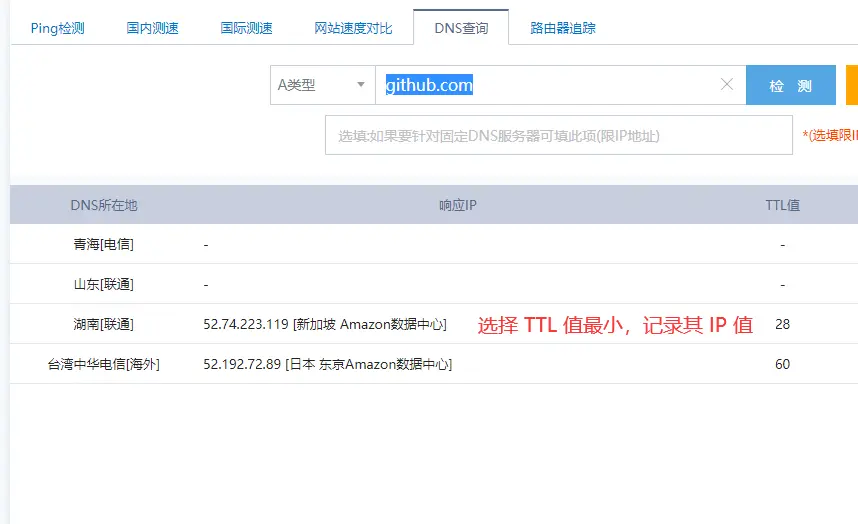 Ping检测 国内测速 国际测速 网站速度对比 DNS查询 路由器追踪
A类型 github.com 检 测
选填:如果要针对固定DNS服务器可填此项(限IP地址) *(选填限
DNS所在地 响应IP TTL值
青海[电信] - -
山东[联通] - -
湖南[联通] 52.74.223.119 [新加坡 Amazon数据中心] 选择 TTL 值最小，记录其 IP 值 28
台湾中华电信[海外] 52.192.72.89 [日本 东京Amazon数据中心] 60